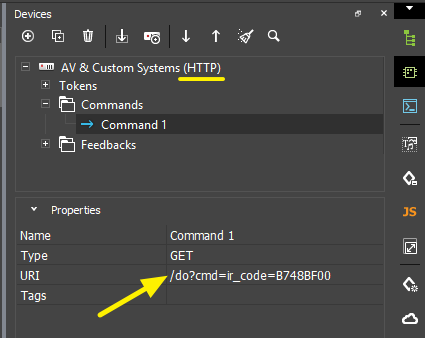 Devices
AV & Custom Systems (HTTP)
Tokens
Commands
Command 1
Feedbacks
Properties
Name Command 1
Type GET
URI /do?cmd=ir_code=B748BF00
Tags
JS